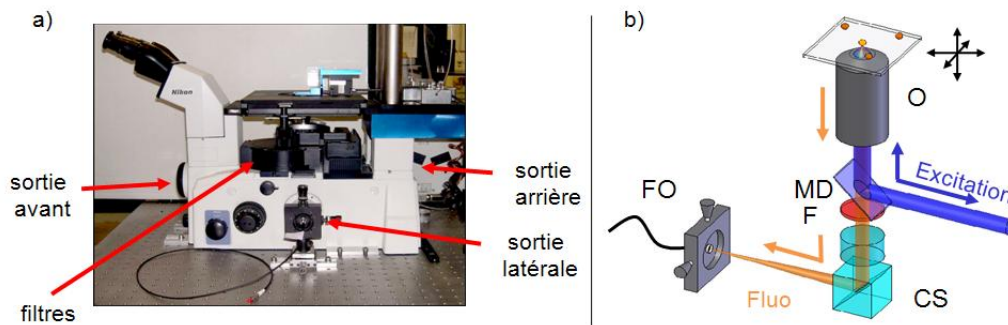 a)
Nikon
sortie
avant
filtres
sortie
arrière
sortie
latérale
b)
O
MD
Excitation
F
FO
Fluo
CS